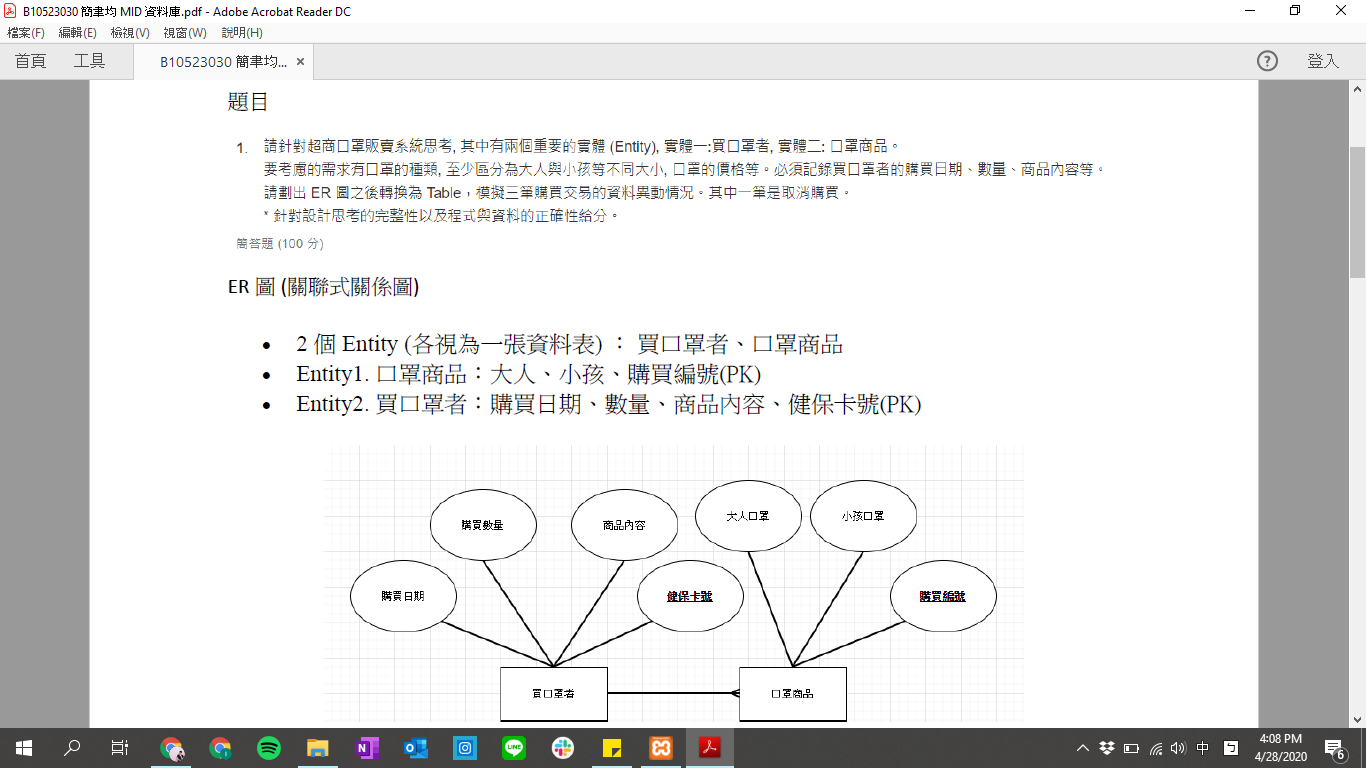 B10523030 簡聿均 MID 資料庫.pdf - Adobe Acrobat Reader DC
檔案(F) 編輯(E) 檢視(V) 視窗(W) 說明(H)
首頁 工具 B10523030 簡聿均... × 登入
題目
1. 請針對超商口罩販賣系統思考, 其中有兩個重要的實體 (Entity), 實體一:買口罩者, 實體二: 口罩商品。
要考慮的需求有口罩的種類, 至少區分為大人與小孩等不同大小, 口罩的價格等。必須記錄買口罩者的購買日期、數量、商品內容等。
請劃出 ER 圖之後轉換為 Table，模擬三筆購買交易的資料異動情況。其中一筆是取消購買。
* 針對設計思考的完整性以及程式與資料的正確性給分。
簡答題 (100 分)
ER 圖 (關聯式關係圖)
• 2 個 Entity (各視為一張資料表) ： 買口罩者、口罩商品
• Entity1. 口罩商品：大人、小孩、購買編號(PK)
• Entity2. 買口罩者：購買日期、數量、商品內容、健保卡號(PK)
購買數量 商品內容 大人口罩 小孩口罩
購買日期 健保卡號 購買編號
買口罩者 口罩商品
中 4:08 PM
4/28/2020 6